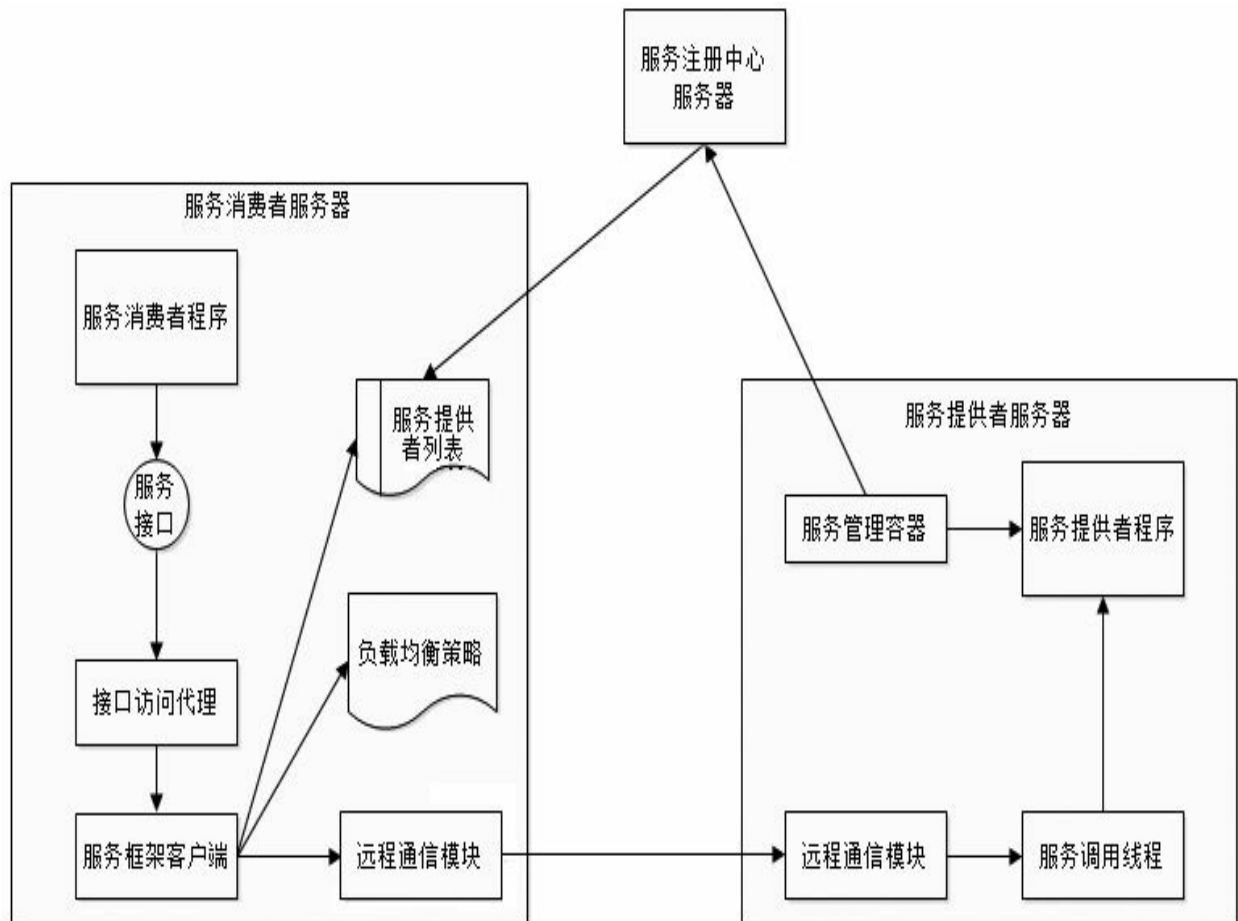 服务注册中心
服务器
服务消费者服务器
服务消费者程序
服务
接口
接口访问代理
服务框架客户端
服务提供
者列表
负载均衡策略
远程通信模块
服务提供者服务器
服务管理容器
服务提供者程序
远程通信模块
服务调用线程